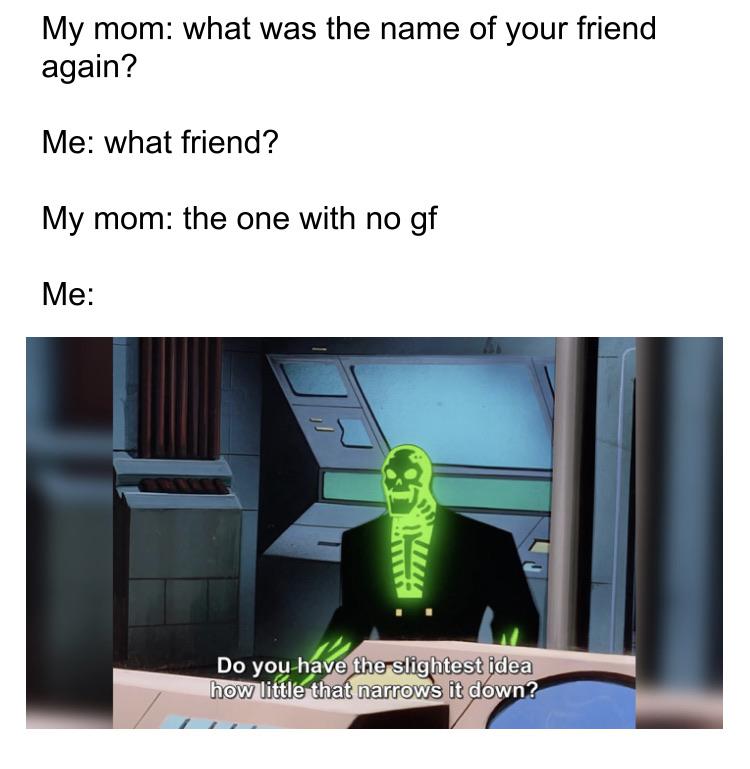 My mom: what was the name of your friend
again?
Me: what friend?
My mom: the one with no gf
Me:
Do you have the slightest idea
how little that narrows it down?